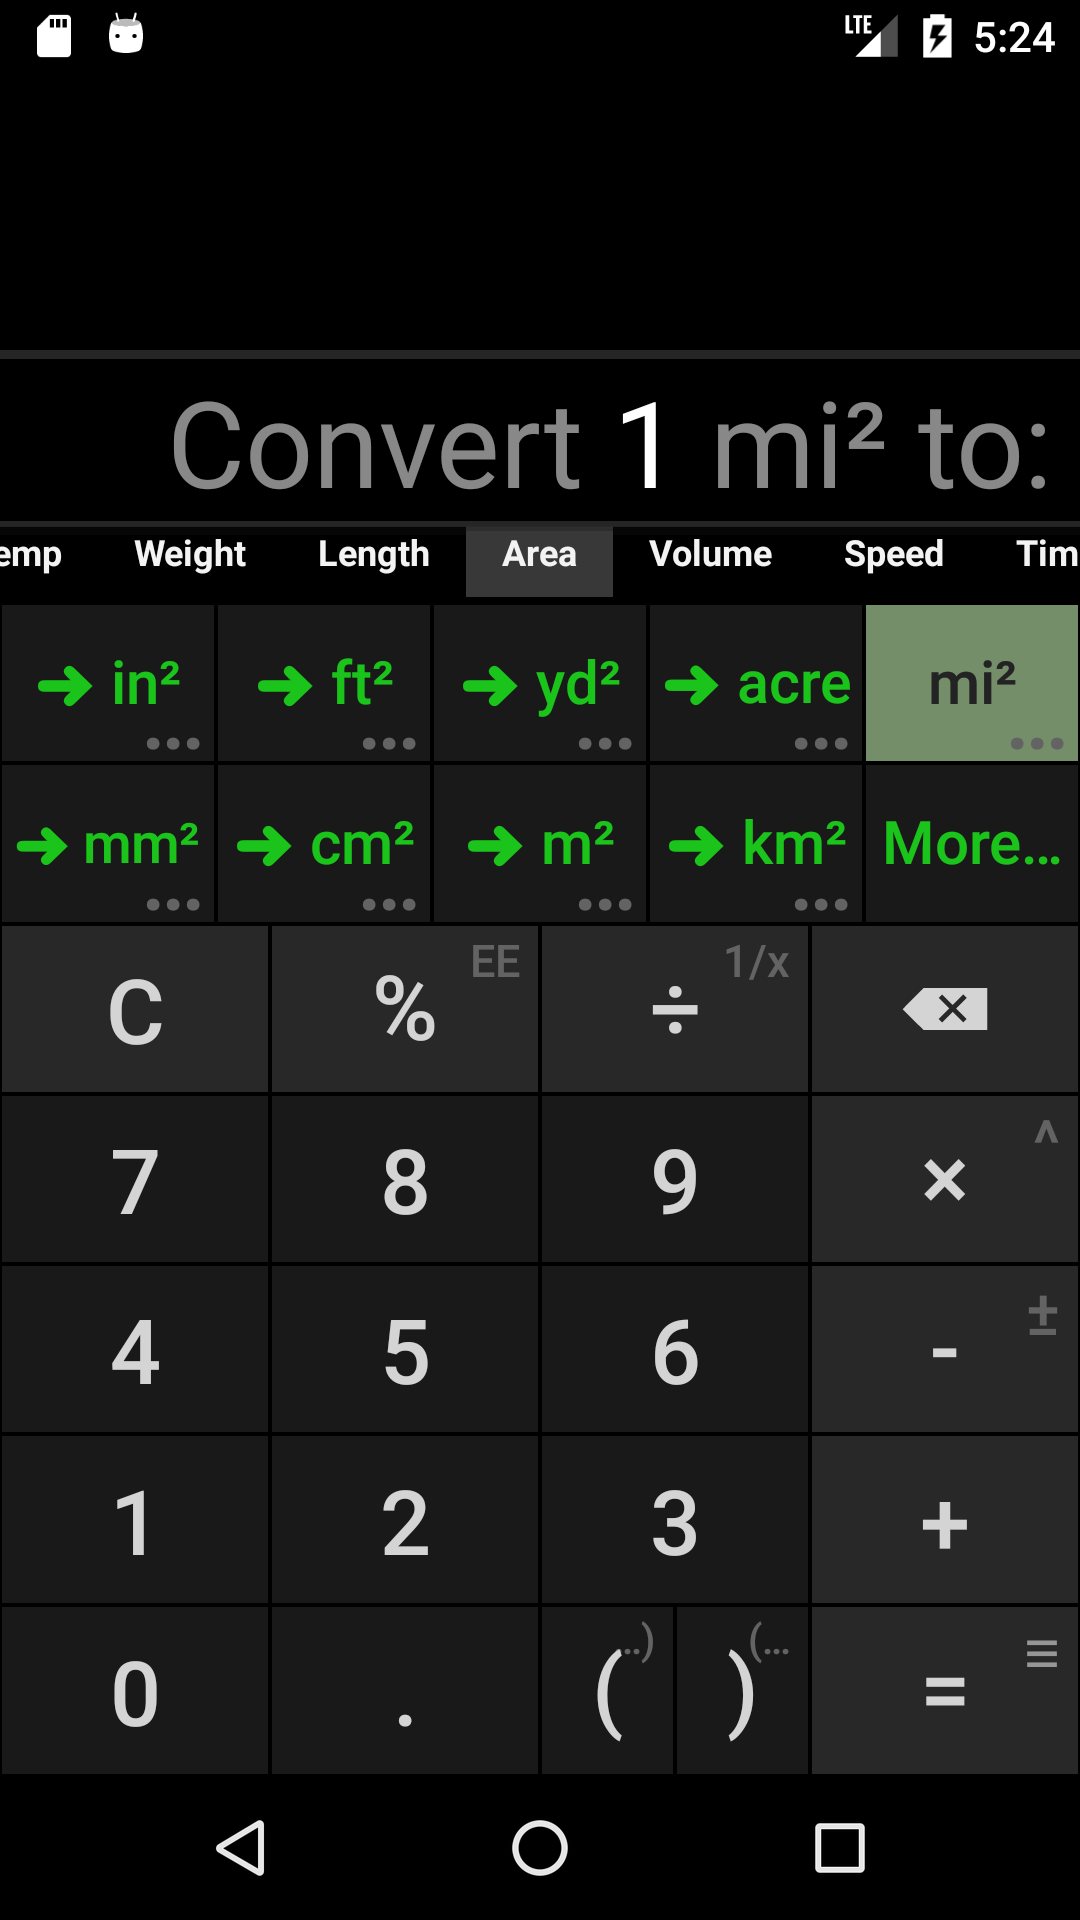 LTE 5:24
Convert 1 mi² to:
emp Weight Length Area Volume Speed Tim
➔ in² ➔ ft² ➔ yd² ➔ acre mi²
➔ mm² ➔ cm² ➔ m² ➔ km² More...
C % EE ÷ 1/x
7 8 9 × ^
4 5 6 - ±
1 2 3 +
0 . ( ..) ) (... =